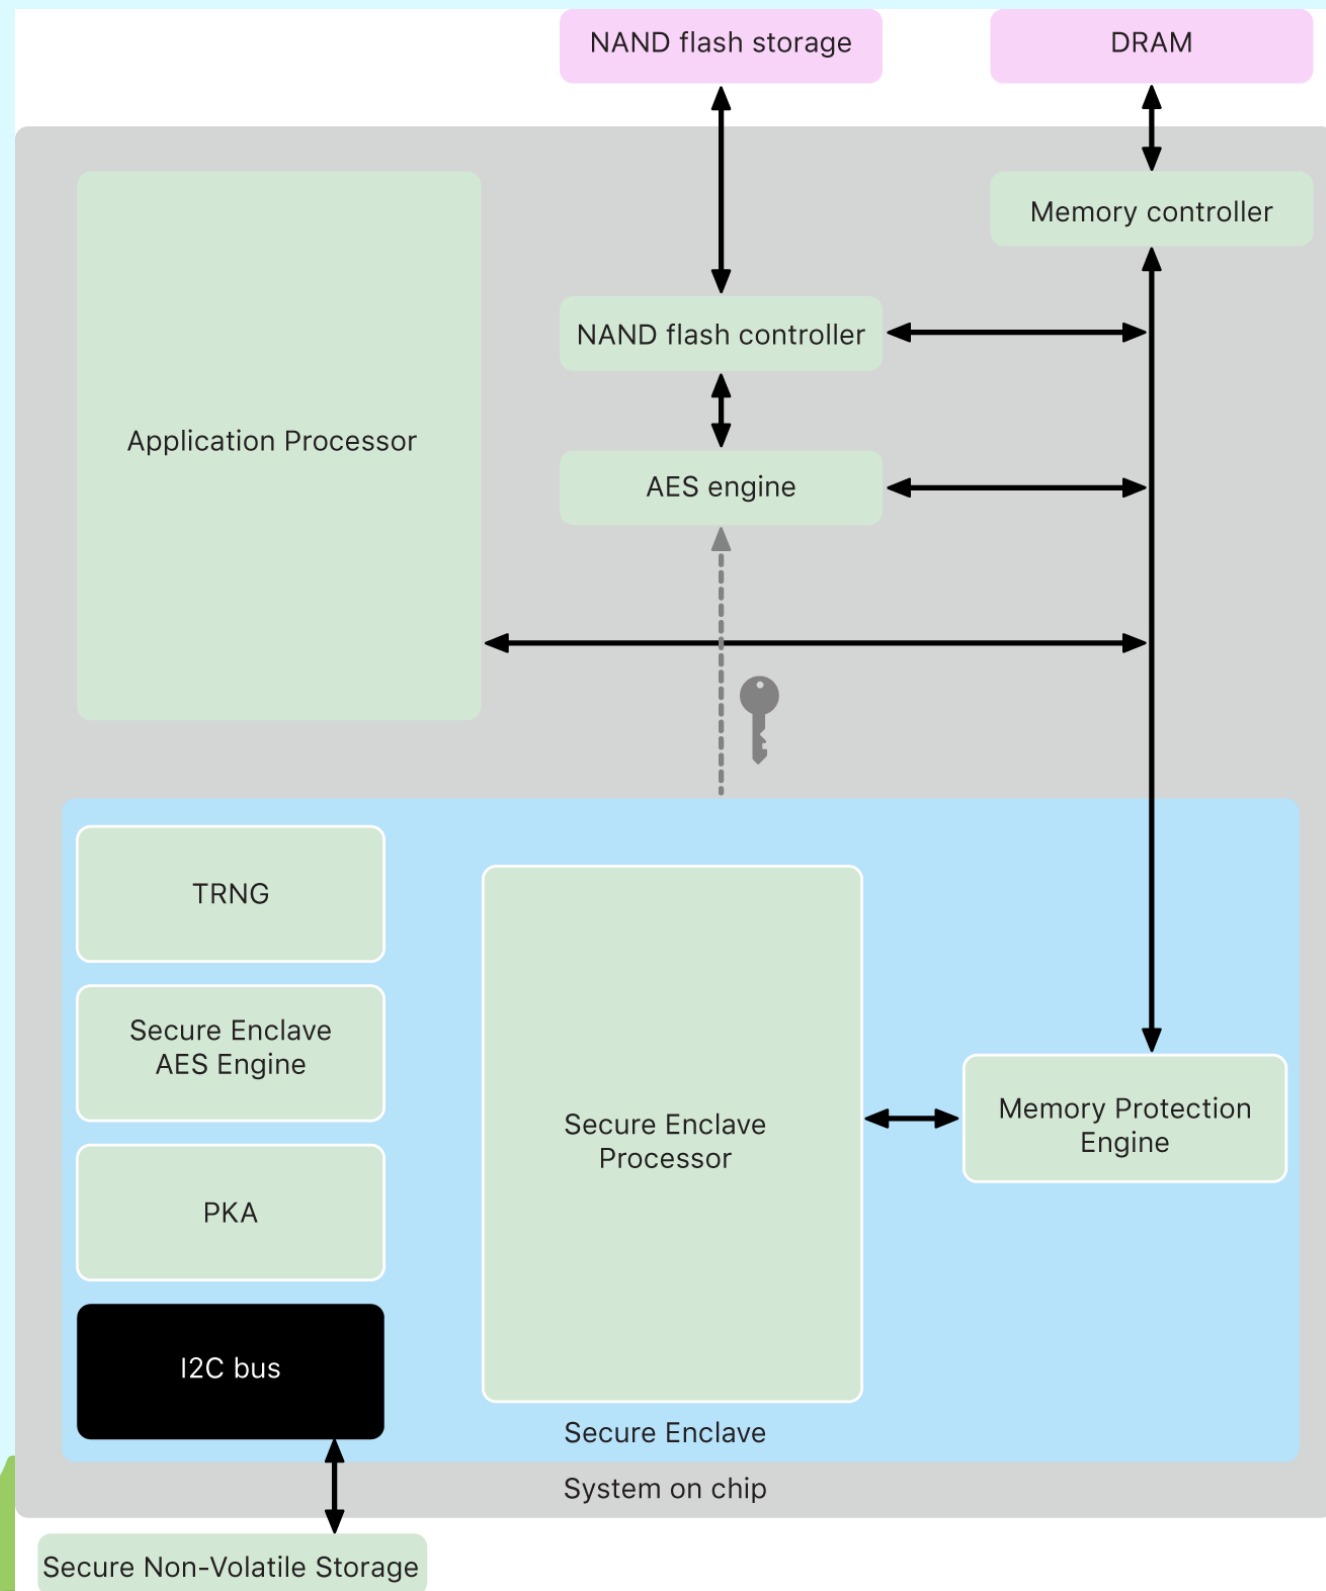 NAND flash storage
DRAM
Memory controller
NAND flash controller
Application Processor
AES engine
TRNG
Secure Enclave
AES Engine
PKA
I2C bus
Secure Enclave
Processor
Memory Protection
Engine
Secure Enclave
System on chip
Secure Non-Volatile Storage